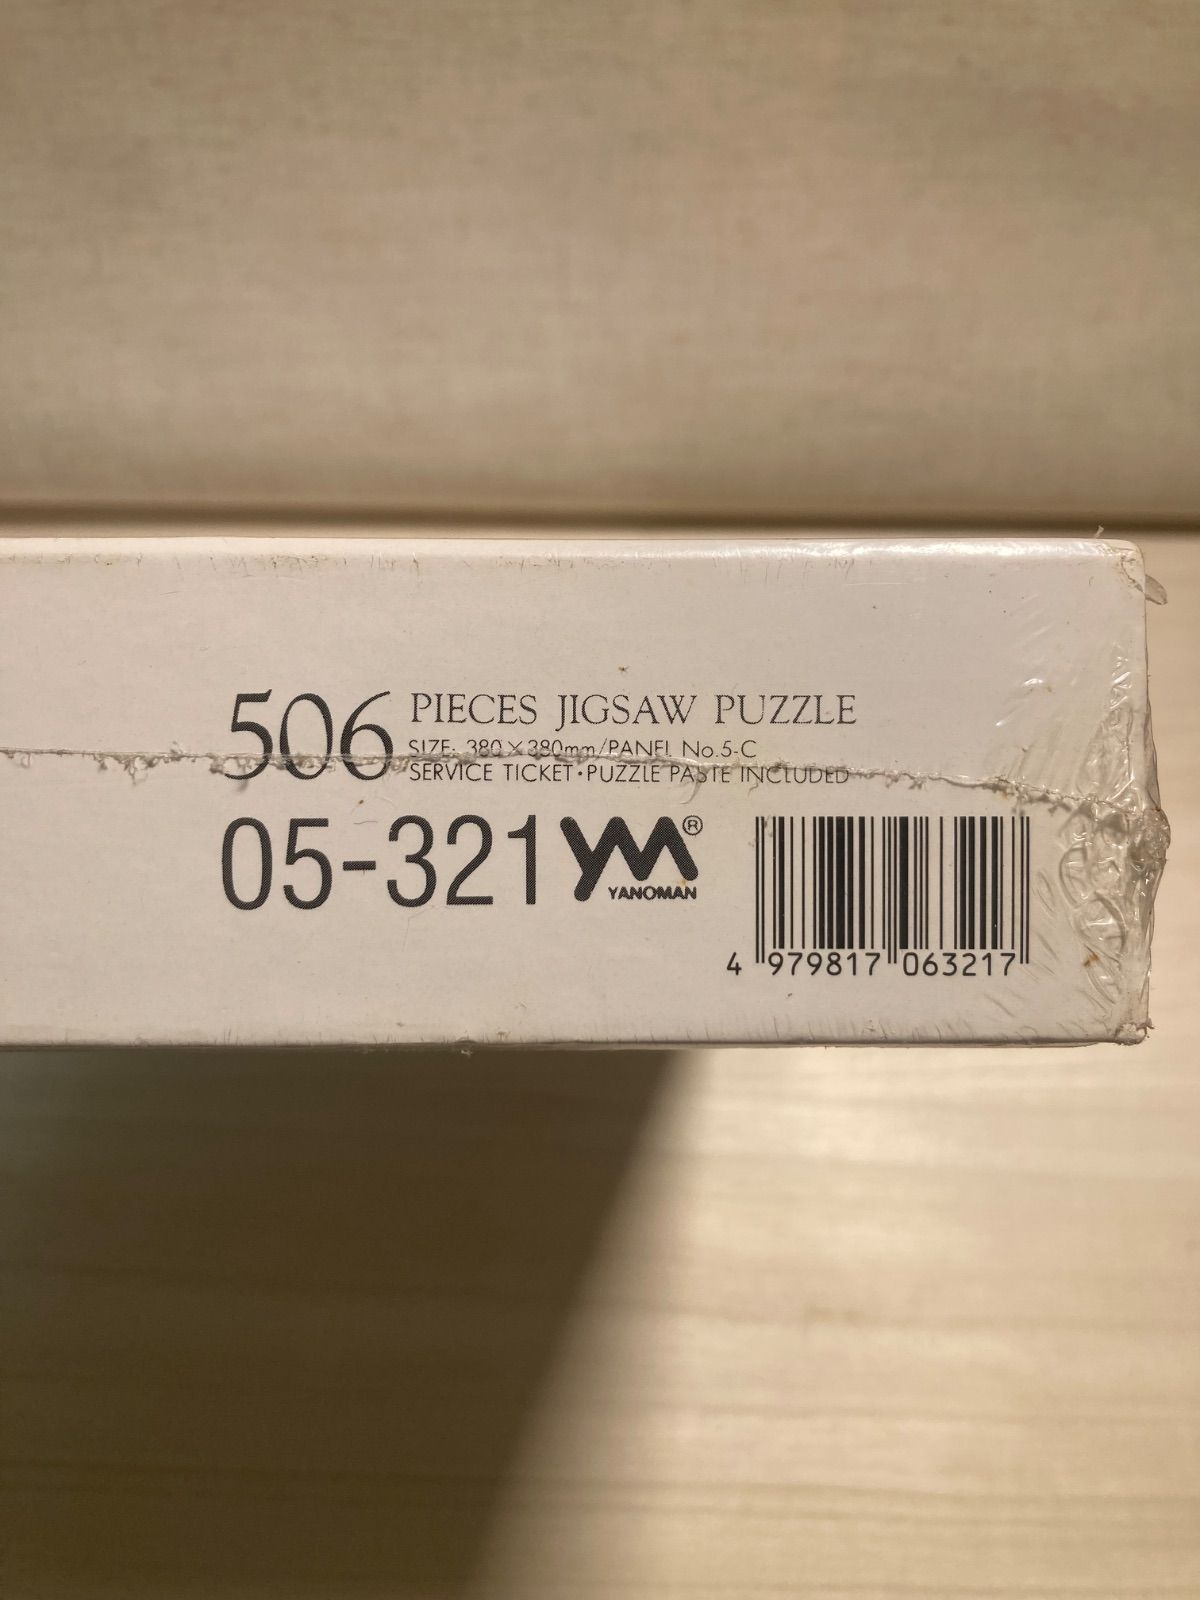 506 PIECES JIGSAW PUZZLE
SIZE: 380×380mm/PANEL No.5-C
SERVICE TICKET・PUZZLE PASTE INCLUDED
05-321 YM®
YANOMAN
4 979817 063217